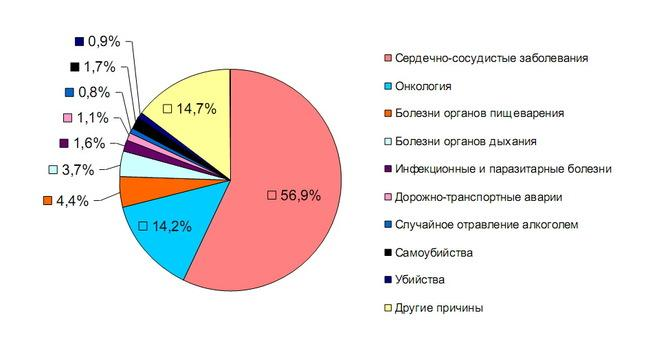 0,9%
1,7%
0,8%
1,1%
1,6%
3,7%
4,4%
14,7%
56,9%
14,2%
Сердечно-сосудистые заболевания
Онкология
Болезни органов пищеварения
Болезни органов дыхания
Инфекционные и паразитарные болезни
Дорожно-транспортные аварии
Случайное отравление алкоголем
Самоубийства
Убийства
Другие причины